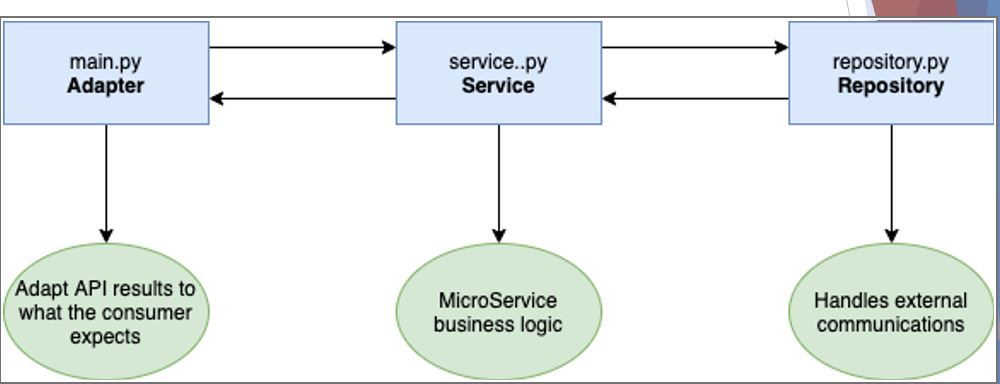 main.py
Adapter
service..py
Service
repository.py
Repository
Adapt API results to
what the consumer
expects
MicroService
business logic
Handles external
communications